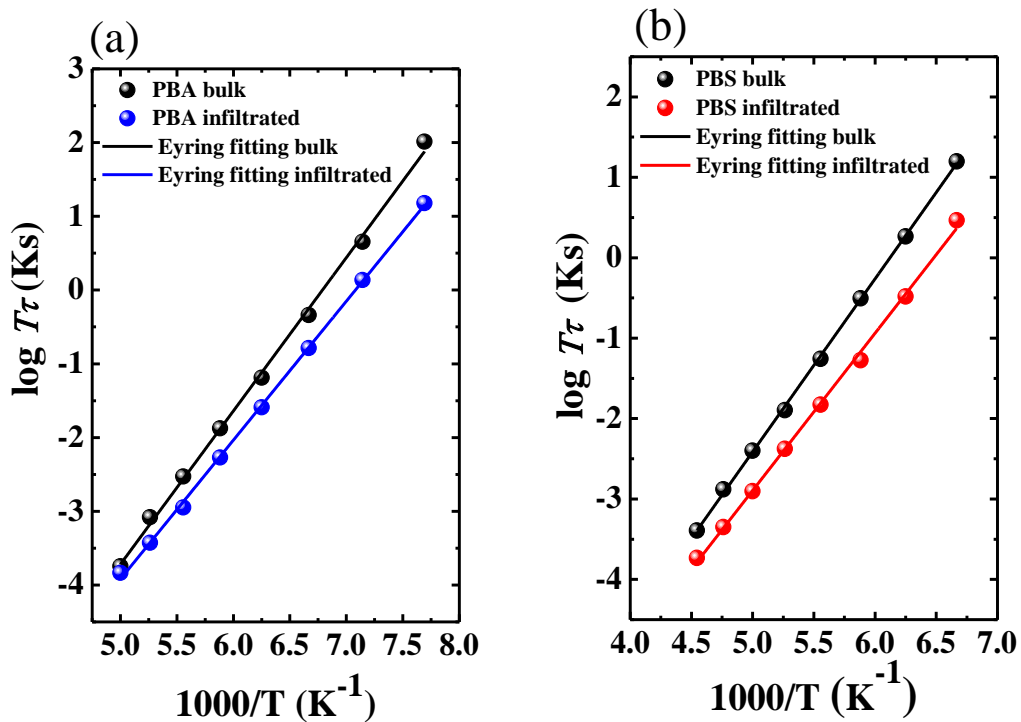 (a)
PBA bulk
PBA infiltrated
Eyring fitting bulk
Eyring fitting infiltrated
3
2
1
0
-1
-2
-3
-4
log Tτ (Ks)
5.0 5.5 6.0 6.5 7.0 7.5 8.0
1000/T (K⁻¹)
(b)
PBS bulk
PBS infiltrated
Eyring fitting bulk
Eyring fitting infiltrated
2
1
0
-1
-2
-3
-4
log Tτ (Ks)
4.0 4.5 5.0 5.5 6.0 6.5 7.0
1000/T (K⁻¹)